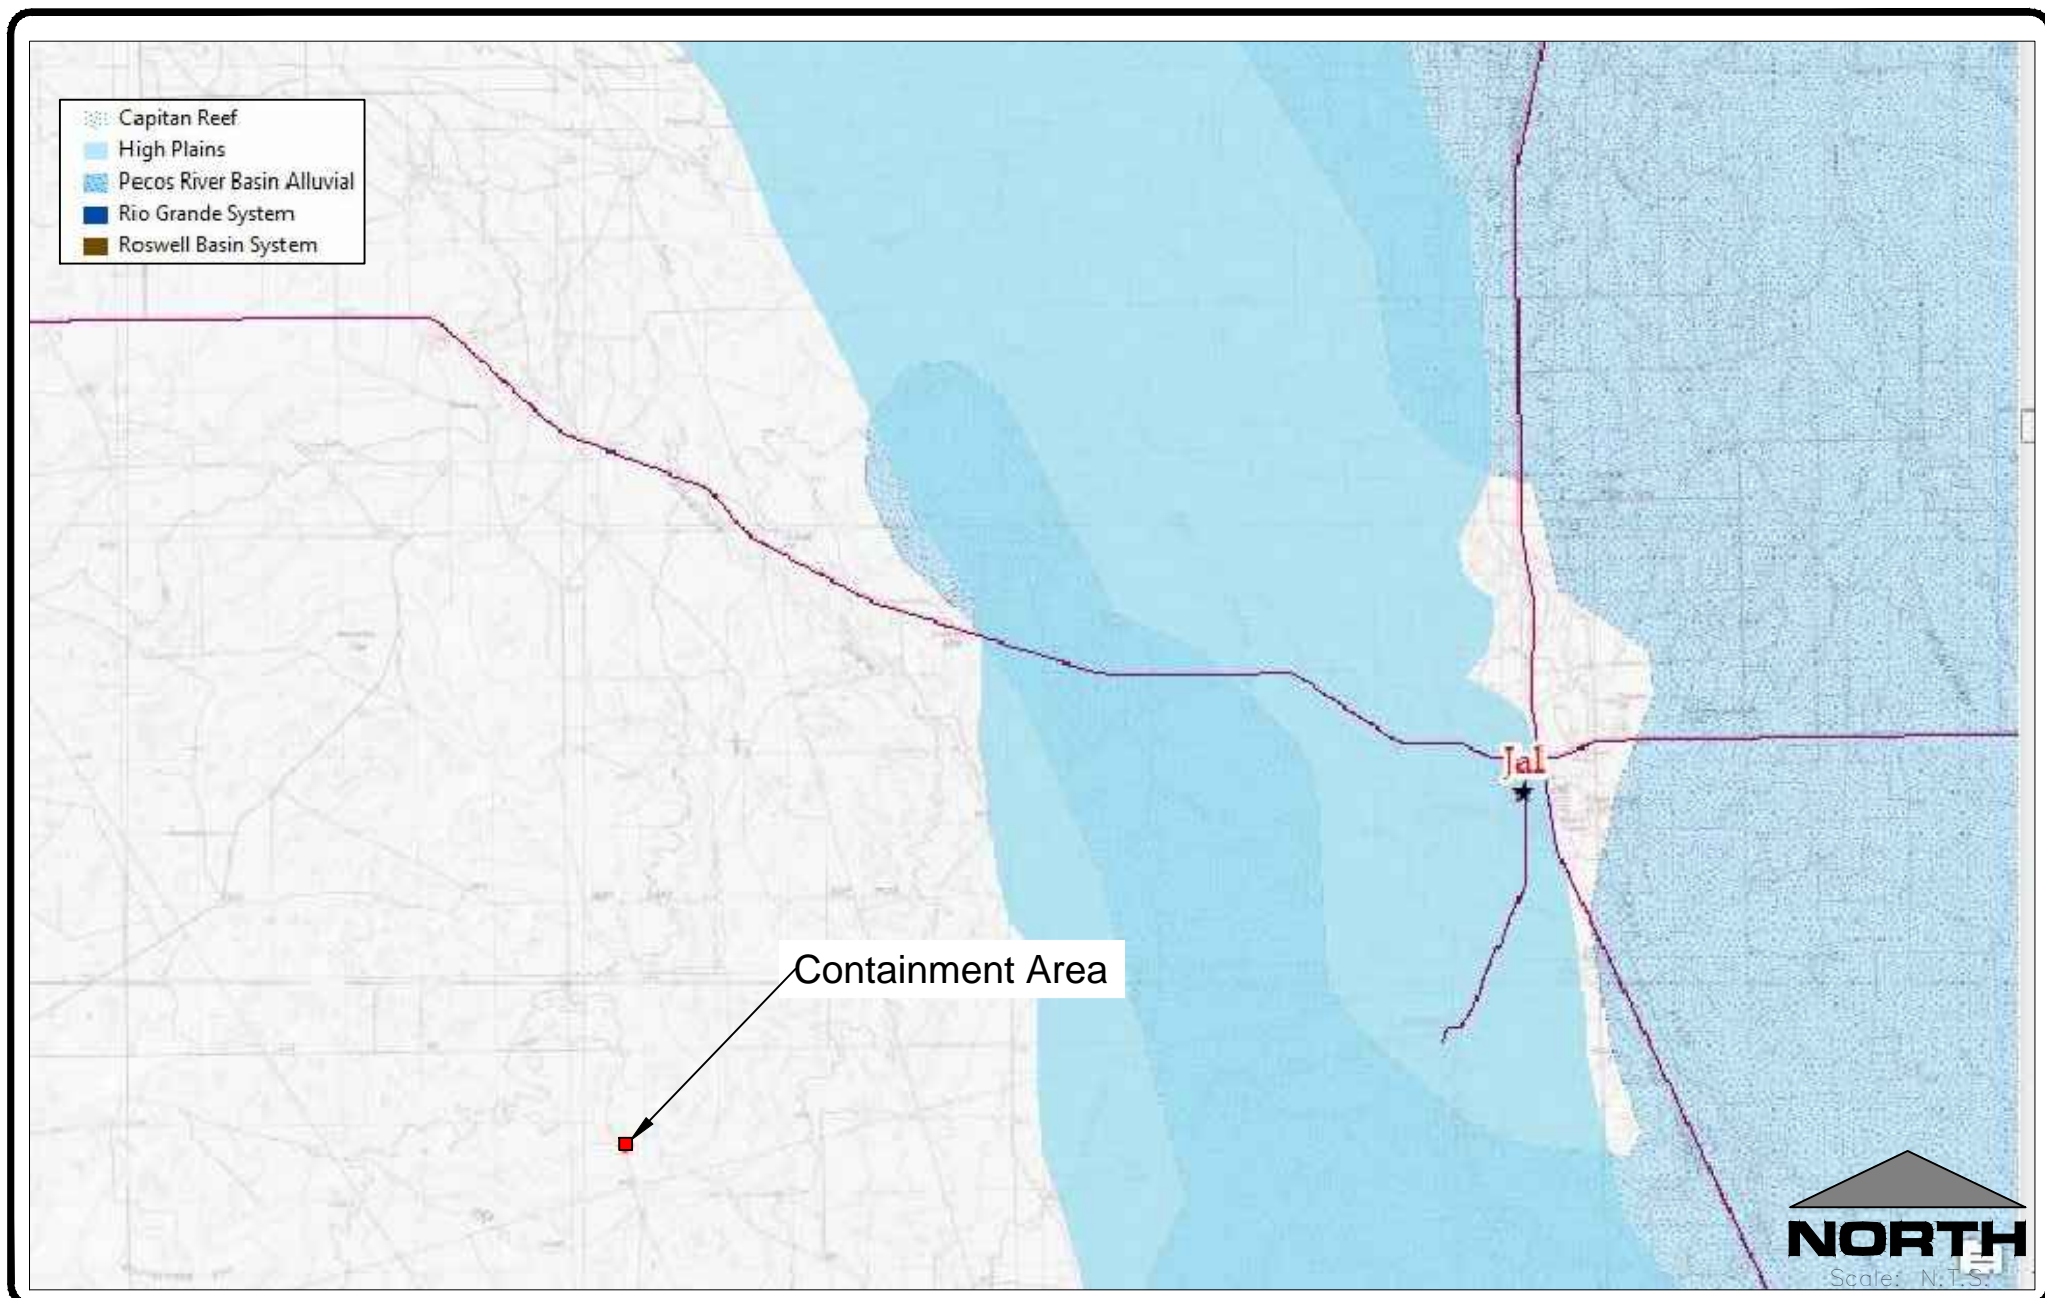 Capitan Reef
High Plains
Pecos River Basin Alluvial
Rio Grande System
Roswell Basin System
Jal
Containment Area
NORTH
Scale: N.T.S.